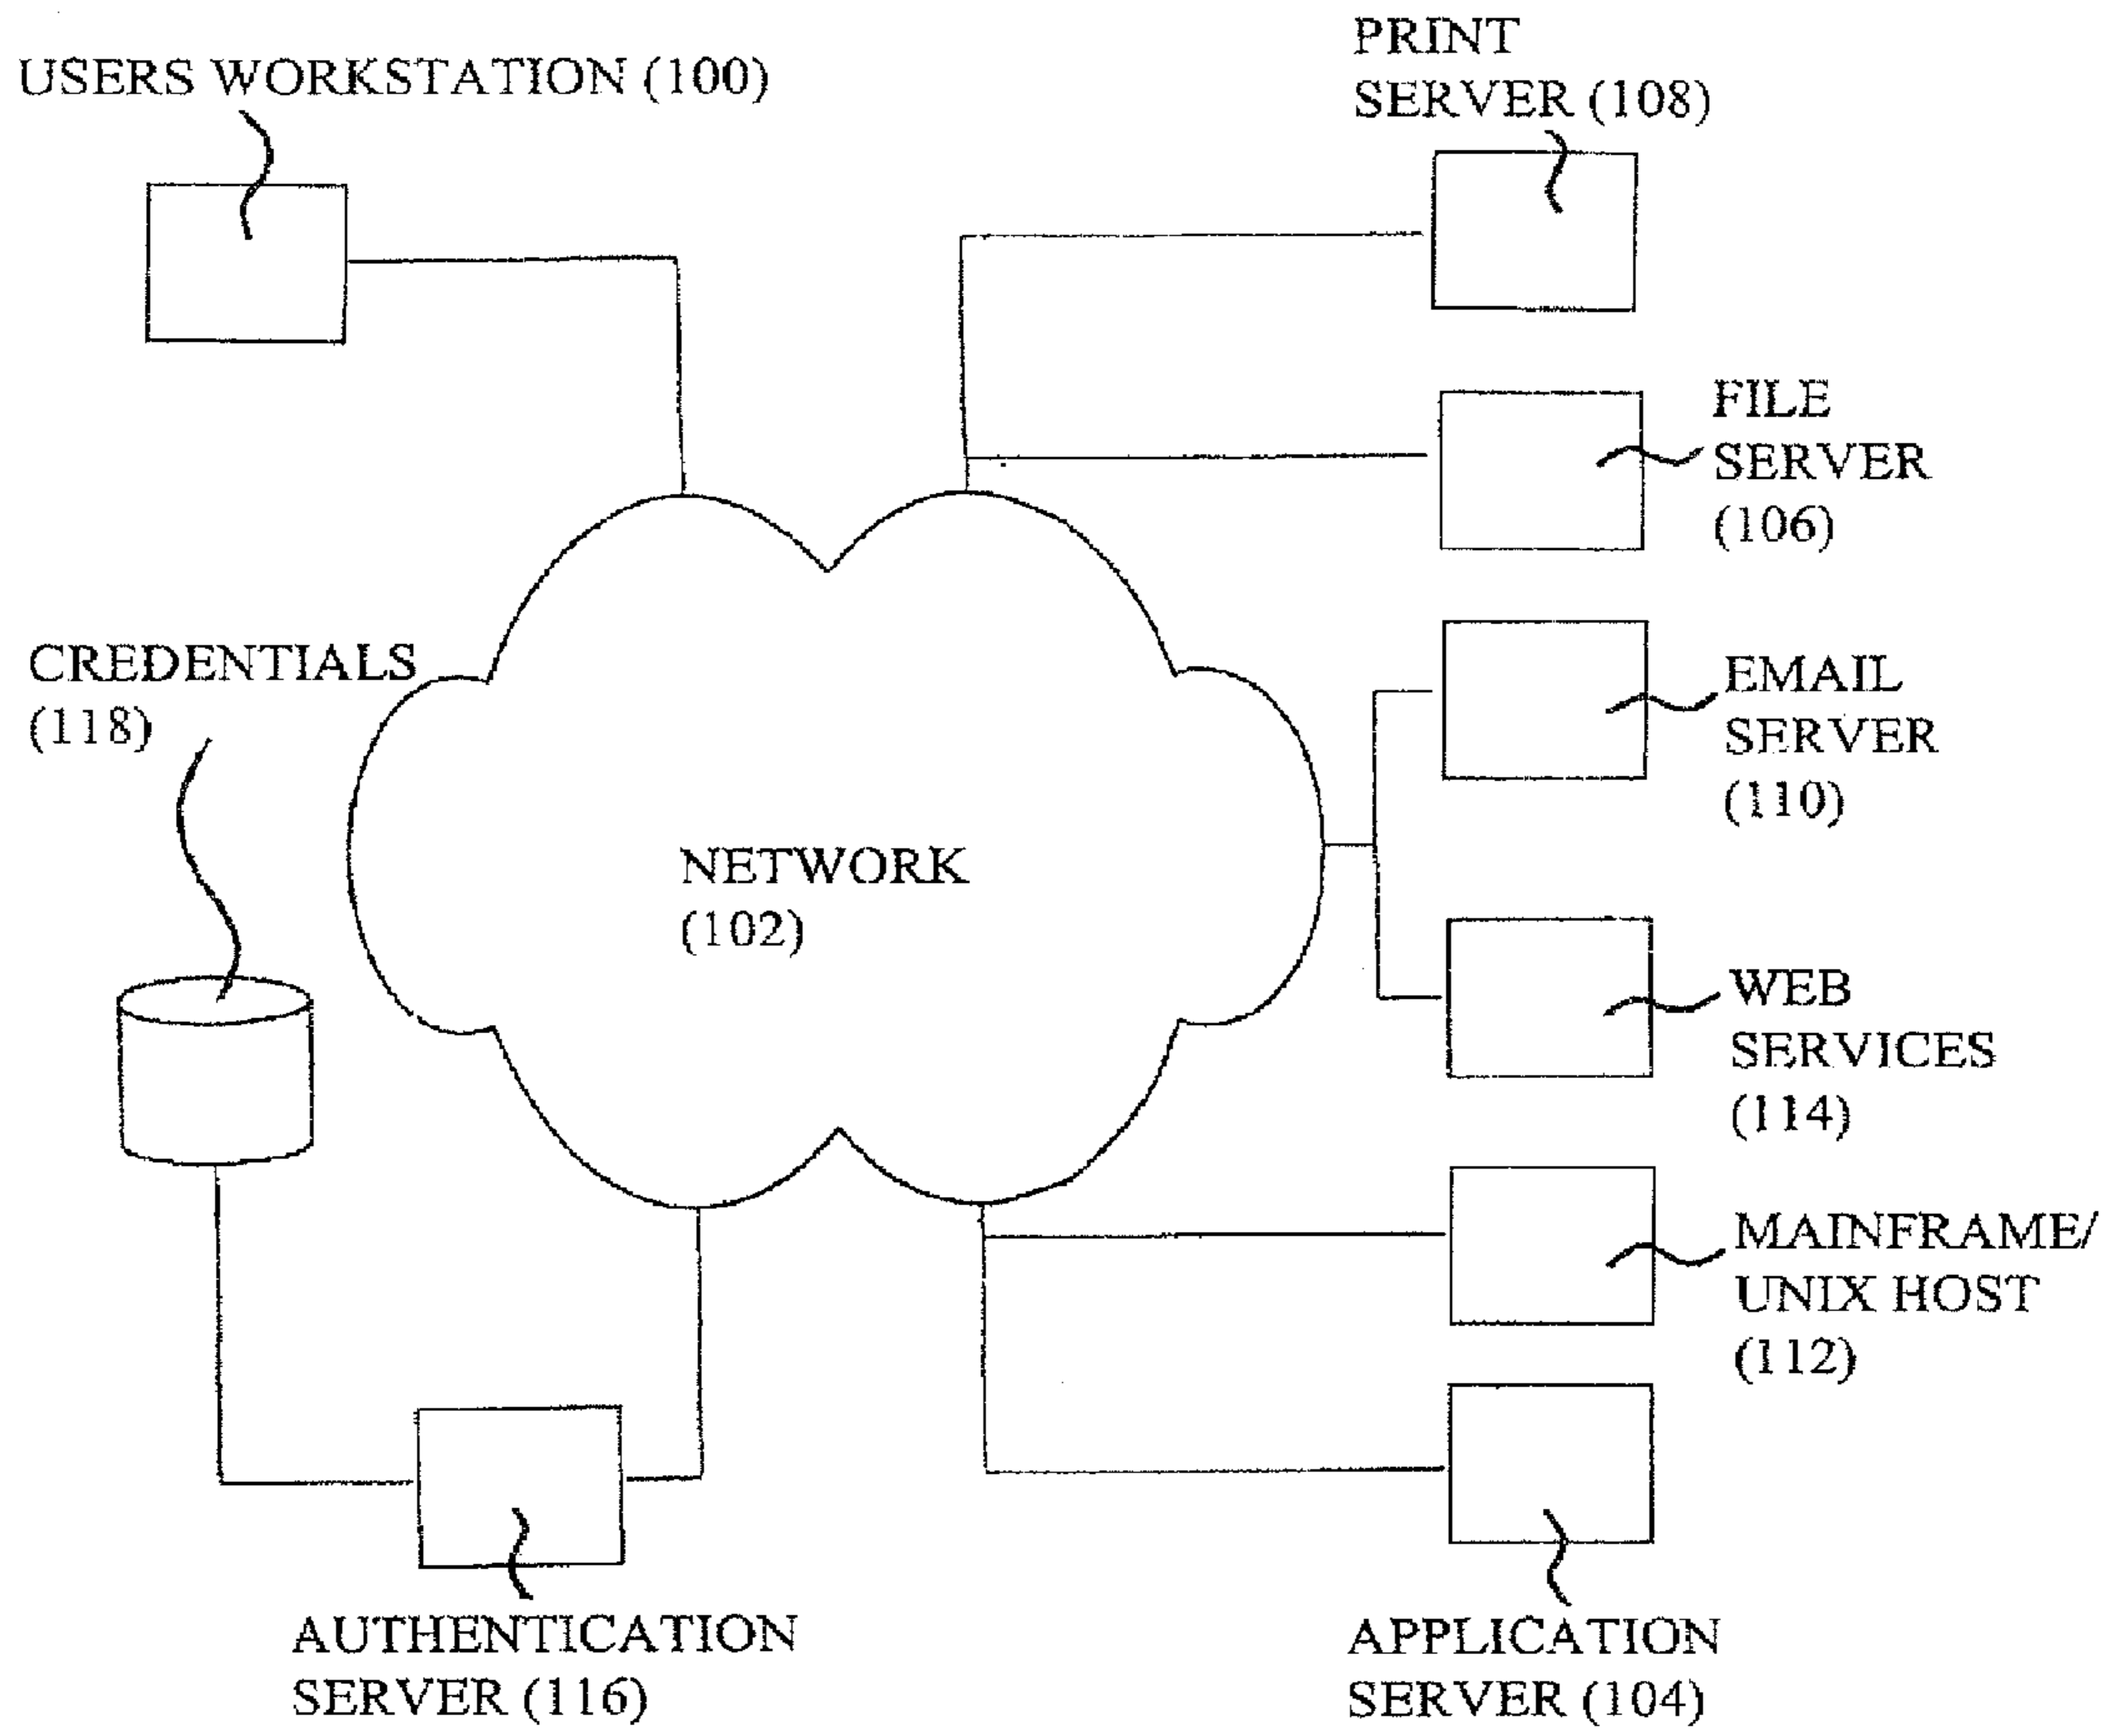 USERS WORKSTATION (100)
PRINT
SERVER (108)
FILE
SERVER
(106)
CREDENTIALS
(118)
EMAIL
SERVER
(110)
NETWORK
(102)
WEB
SERVICES
(114)
MAINFRAME/
UNIX HOST
(112)
AUTHENTICATION
SERVER (116)
APPLICATION
SERVER (104)